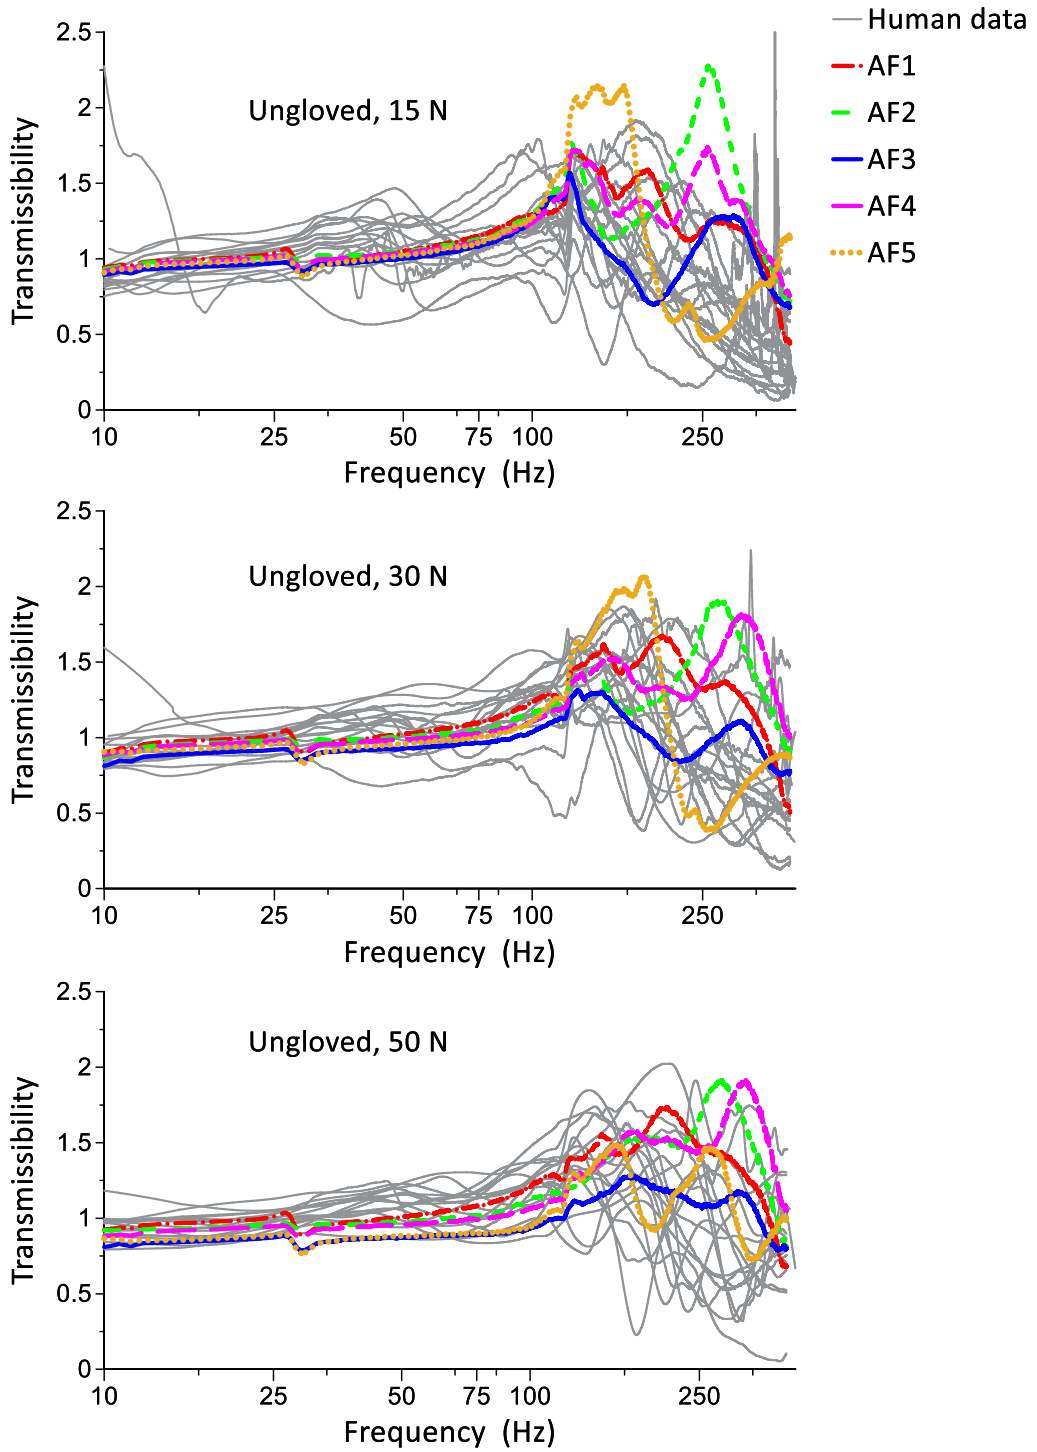 2.5
2
1.5
1
0.5
0
Transmissibility
Ungloved, 15 N
10
25
50
75
100
250
Frequency (Hz)
Human data
AF1
AF2
AF3
AF4
AF5
2.5
2
1.5
1
0.5
0
Transmissibility
Ungloved, 30 N
10
25
50
75
100
250
Frequency (Hz)
2.5
2
1.5
1
0.5
0
Transmissibility
Ungloved, 50 N
10
25
50
75
100
250
Frequency (Hz)